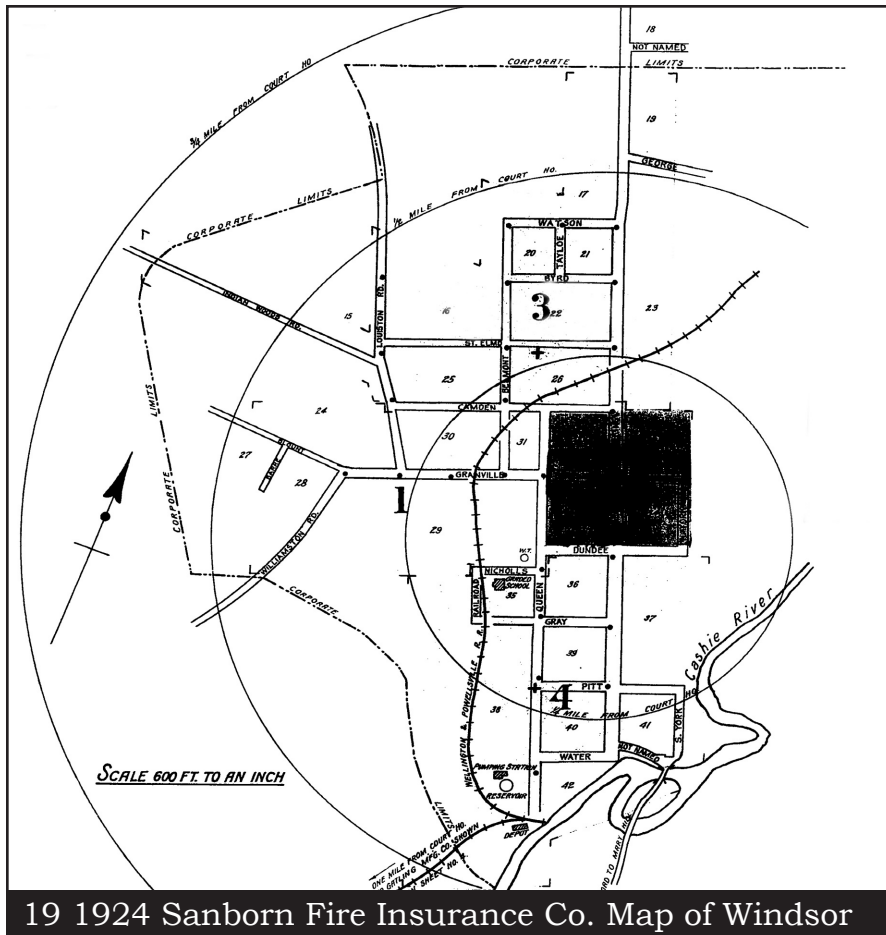 18
NOT NAMED
CORPORATE LIMITS
3/4 MILE FROM COURT HO
19
GEORGE
1/2 MILE FROM COURT HO.
17
CORPORATE LIMITS
WATSON
20
TAYLOE
21
BYRD
INDIAN WOODS RD.
15
LOUISTON RD.
16
3
22
23
ST. ELMO
25
BELMONT
26
24
CAMDEN
30
31
27
BLOUNT
BARRE
28
GRANVILLE
1
LIMITS
CORPORATE
WILLIAMSTON RD.
29
W.T.
DUNDEE
NICHOLLS
GRADED
SCHOOL
RAILROAD
35
QUEEN
36
37
CORPORATE
GRAY
39
Cashie River
WELLINGTON & POWELLSVILLE R. R.
PITT
4
1/4 MILE FROM COURT HO.
38
40
41
S. YORK
WATER
NOT NAMED
SCALE 600 FT. TO AN INCH
PUMPING STATION
RESERVOIR
42
LIMITS
DEPOT
ONE MILE FROM COURT HO.
GATLING MFG. CO. SHOWN
SHEET NO. 4
TO MARY HILL
19 1924 Sanborn Fire Insurance Co. Map of Windsor